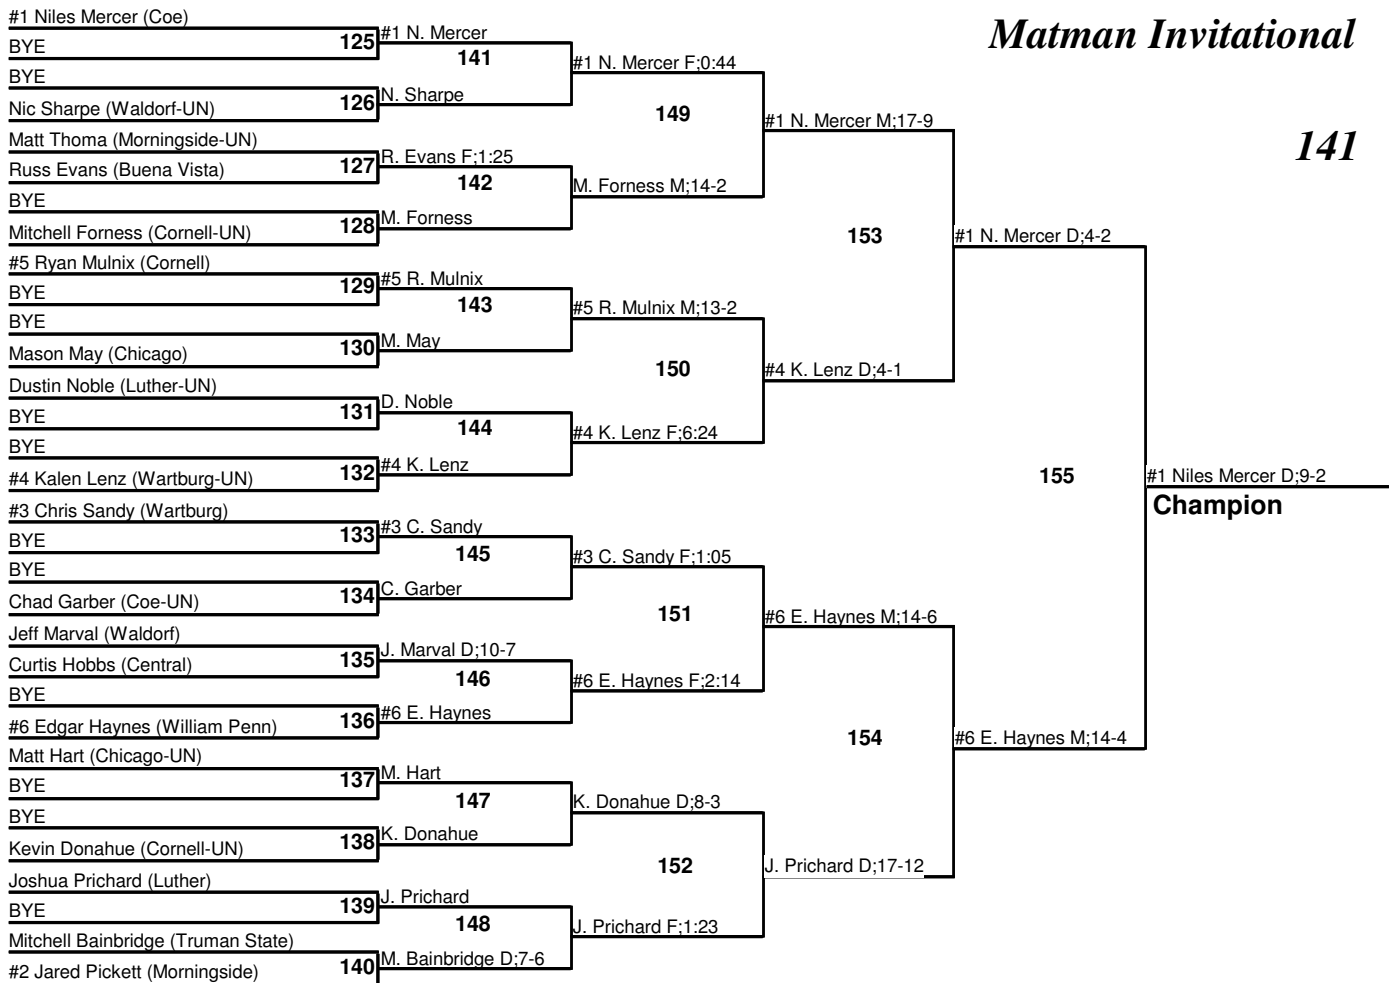 Matman Invitational
141
#1 Niles Mercer (Coe)
BYE
125
BYE
Nic Sharpe (Waldorf-UN)
126
Matt Thoma (Morningside-UN)
Russ Evans (Buena Vista)
127
BYE
Mitchell Forness (Cornell-UN)
128
#5 Ryan Mulnix (Cornell)
BYE
129
BYE
Mason May (Chicago)
130
Dustin Noble (Luther-UN)
BYE
131
BYE
#4 Kalen Lenz (Wartburg-UN)
132
#3 Chris Sandy (Wartburg)
BYE
133
BYE
Chad Garber (Coe-UN)
134
Jeff Marval (Waldorf)
Curtis Hobbs (Central)
135
BYE
#6 Edgar Haynes (William Penn)
136
Matt Hart (Chicago-UN)
BYE
137
BYE
Kevin Donahue (Cornell-UN)
138
Joshua Prichard (Luther)
BYE
139
Mitchell Bainbridge (Truman State)
#2 Jared Pickett (Morningside)
140
#1 N. Mercer
141
N. Sharpe
R. Evans F;1:25
142
M. Forness
#5 R. Mulnix
143
M. May
D. Noble
144
#4 K. Lenz
#3 C. Sandy
145
C. Garber
J. Marval D;10-7
146
#6 E. Haynes
M. Hart
147
K. Donahue
J. Prichard
148
M. Bainbridge D;7-6
#1 N. Mercer F;0:44
149
M. Forness M;14-2
#5 R. Mulnix M;13-2
150
#4 K. Lenz F;6:24
#3 C. Sandy F;1:05
151
#6 E. Haynes F;2:14
K. Donahue D;8-3
152
J. Prichard F;1:23
#1 N. Mercer M;17-9
153
#4 K. Lenz D;4-1
#6 E. Haynes M;14-6
154
J. Prichard D;17-12
#1 N. Mercer D;4-2
155
#6 E. Haynes M;14-4
#1 Niles Mercer D;9-2
Champion